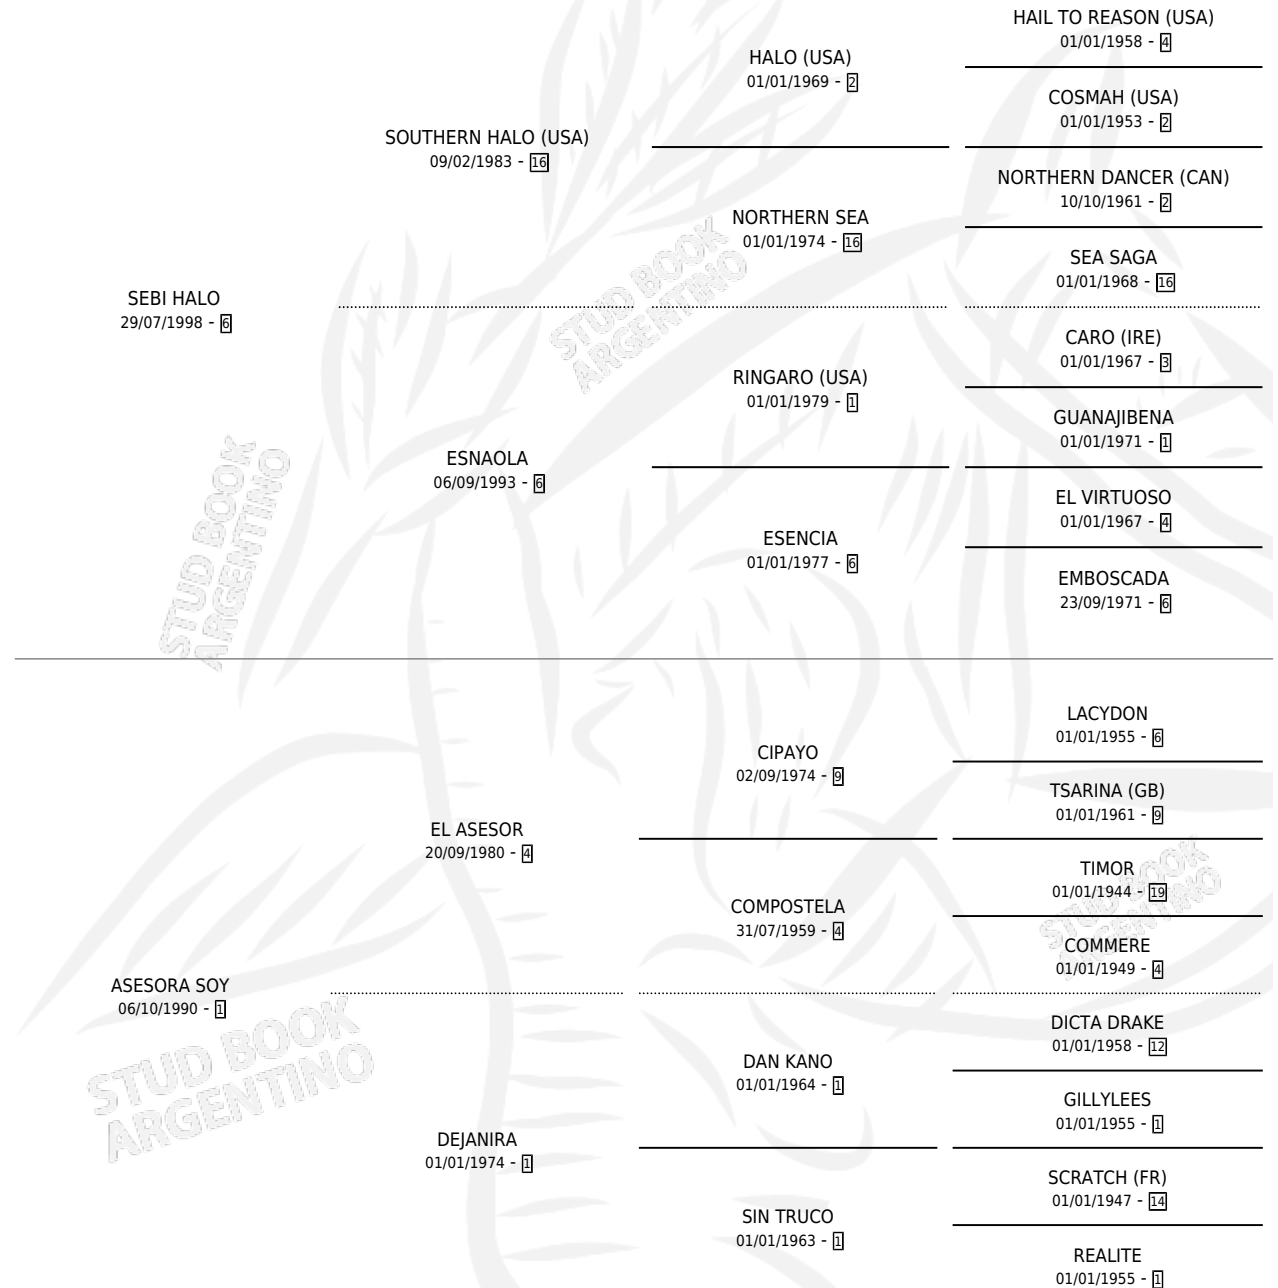 HAIL TO REASON (USA)
01/01/1958 - 4
HALO (USA)
01/01/1969 - 2
COSMAH (USA)
01/01/1953 - 2
SOUTHERN HALO (USA)
09/02/1983 - 16
NORTHERN DANCER (CAN)
10/10/1961 - 2
NORTHERN SEA
01/01/1974 - 16
SEA SAGA
01/01/1968 - 16
SEBI HALO
29/07/1998 - 6
CARO (IRE)
01/01/1967 - 3
RINGARO (USA)
01/01/1979 - 1
GUANAJIBENA
01/01/1971 - 1
ESNAOLA
06/09/1993 - 6
EL VIRTUOSO
01/01/1967 - 4
ESENCIA
01/01/1977 - 6
EMBOSCADA
23/09/1971 - 6
STUD BOOK
ARGENTINO
STUD BOOK
ARGENTINO
LACYDON
01/01/1955 - 6
CIPAYO
02/09/1974 - 9
TSARINA (GB)
01/01/1961 - 9
EL ASESOR
20/09/1980 - 4
TIMOR
01/01/1944 - 19
COMPOSTELA
31/07/1959 - 4
COMMERE
01/01/1949 - 4
ASESORA SOY
06/10/1990 - 1
DICTA DRAKE
01/01/1958 - 12
DAN KANO
01/01/1964 - 1
GILLYLEES
01/01/1955 - 1
DEJANIRA
01/01/1974 - 1
SCRATCH (FR)
01/01/1947 - 14
SIN TRUCO
01/01/1963 - 1
REALITE
01/01/1955 - 1
STUD BOOK
ARGENTINO
STUD BOOK
ARGENTINO